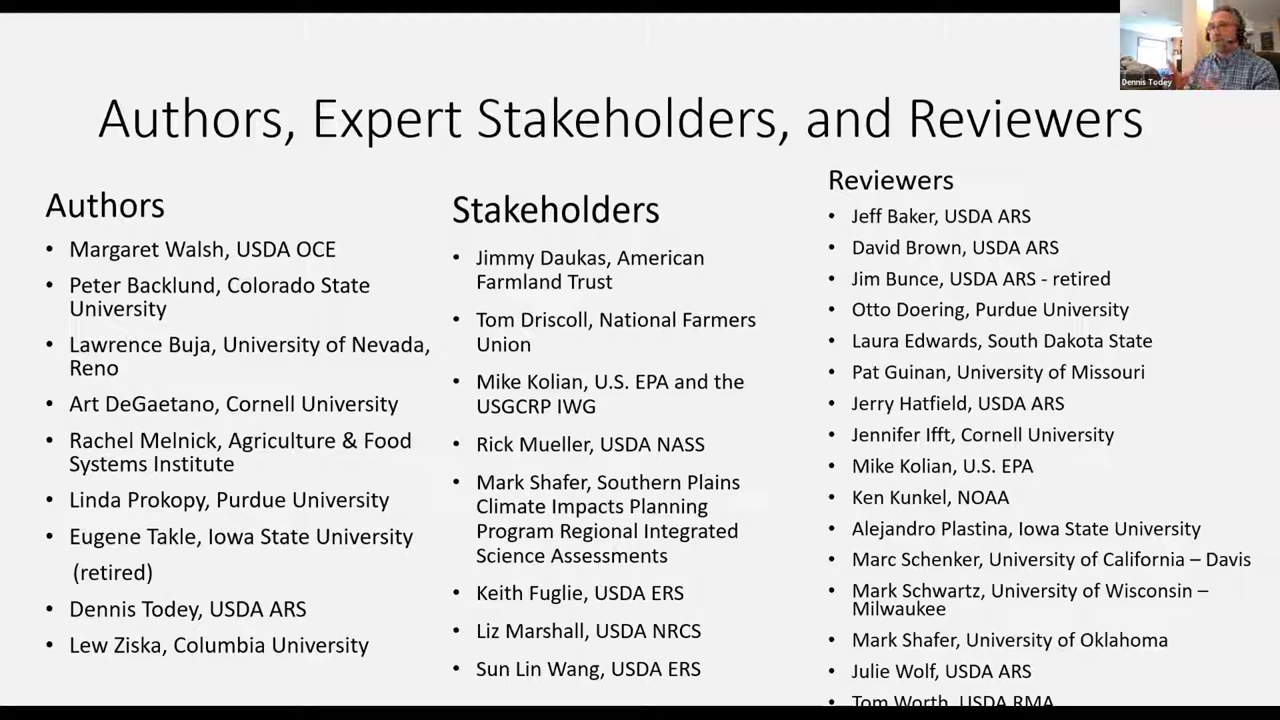 Dennis Todey
Authors, Expert Stakeholders, and Reviewers
Authors
• Margaret Walsh, USDA OCE
• Peter Backlund, Colorado State
University
• Lawrence Buja, University of Nevada,
Reno
• Art DeGaetano, Cornell University
• Rachel Melnick, Agriculture & Food
Systems Institute
• Linda Prokopy, Purdue University
• Eugene Takle, Iowa State University
(retired)
• Dennis Todey, USDA ARS
• Lew Ziska, Columbia University
Stakeholders
• Jimmy Daukas, American
Farmland Trust
• Tom Driscoll, National Farmers
Union
• Mike Kolian, U.S. EPA and the
USGCRP IWG
• Rick Mueller, USDA NASS
• Mark Shafer, Southern Plains
Climate Impacts Planning
Program Regional Integrated
Science Assessments
• Keith Fuglie, USDA ERS
• Liz Marshall, USDA NRCS
• Sun Lin Wang, USDA ERS
Reviewers
• Jeff Baker, USDA ARS
• David Brown, USDA ARS
• Jim Bunce, USDA ARS - retired
• Otto Doering, Purdue University
• Laura Edwards, South Dakota State
• Pat Guinan, University of Missouri
• Jerry Hatfield, USDA ARS
• Jennifer Ifft, Cornell University
• Mike Kolian, U.S. EPA
• Ken Kunkel, NOAA
• Alejandro Plastina, Iowa State University
• Marc Schenker, University of California – Davis
• Mark Schwartz, University of Wisconsin –
Milwaukee
• Mark Shafer, University of Oklahoma
• Julie Wolf, USDA ARS
• Tom Worth, USDA RMA